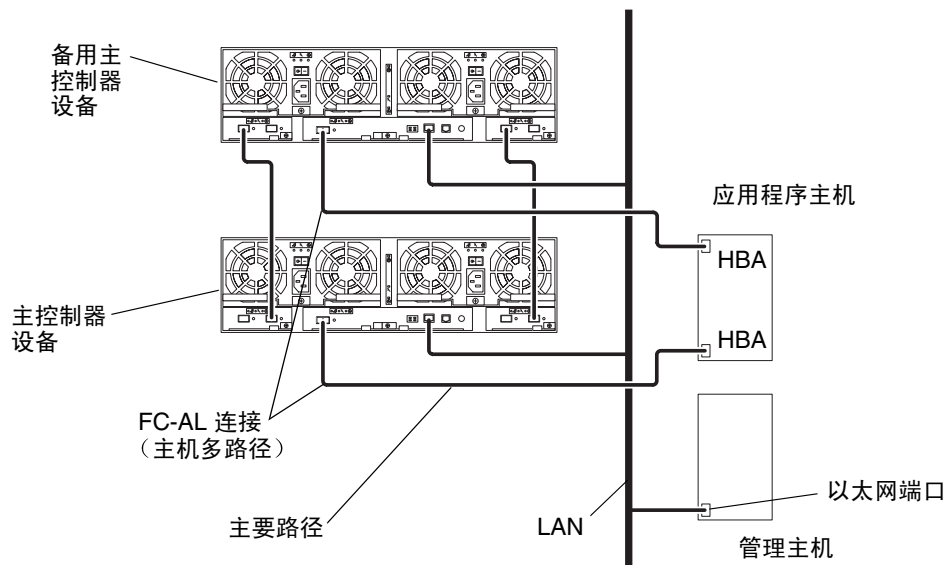 备用主
控制器
设备
应用程序主机
HBA
主控制器
设备
HBA
FC-AL 连接
（主机多路径）
以太网端口
主要路径
LAN
管理主机